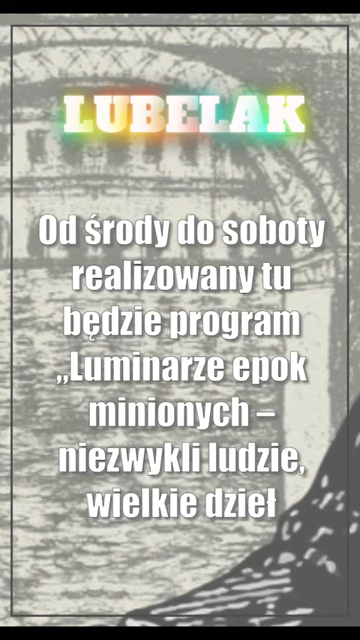 LUBELAK
Od środy do soboty
realizowany tu
będzie program
„Luminarze epok
minionych –
niezwykli ludzie,
wielkie dzieł